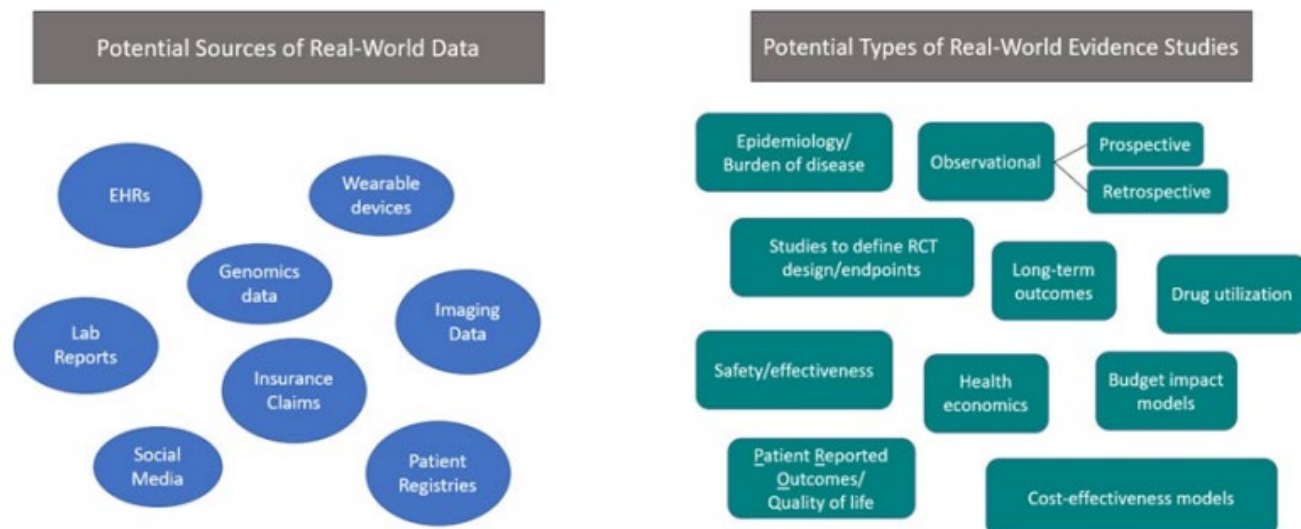 Potential Sources of Real-World Data
EHRs
Wearable
devices
Genomics
data
Imaging
Data
Lab
Reports
Insurance
Claims
Social
Media
Patient
Registries
Potential Types of Real-World Evidence Studies
Epidemiology/
Burden of disease
Observational
Prospective
Retrospective
Studies to define RCT
design/endpoints
Long-term
outcomes
Drug utilization
Safety/effectiveness
Health
economics
Budget impact
models
Patient Reported
Outcomes/
Quality of life
Cost-effectiveness models